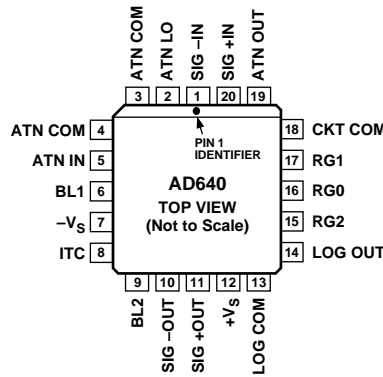 ATN COM
ATN LO
SIG –IN
SIG +IN
ATN OUT
3 2 1 20 19
ATN COM 4
ATN IN 5
BL1 6
–VS 7
ITC 8
PIN 1
IDENTIFIER
AD640
TOP VIEW
(Not to Scale)
18 CKT COM
17 RG1
16 RG0
15 RG2
14 LOG OUT
9 10 11 12 13
BL2
SIG –OUT
SIG +OUT
+VS
LOG COM